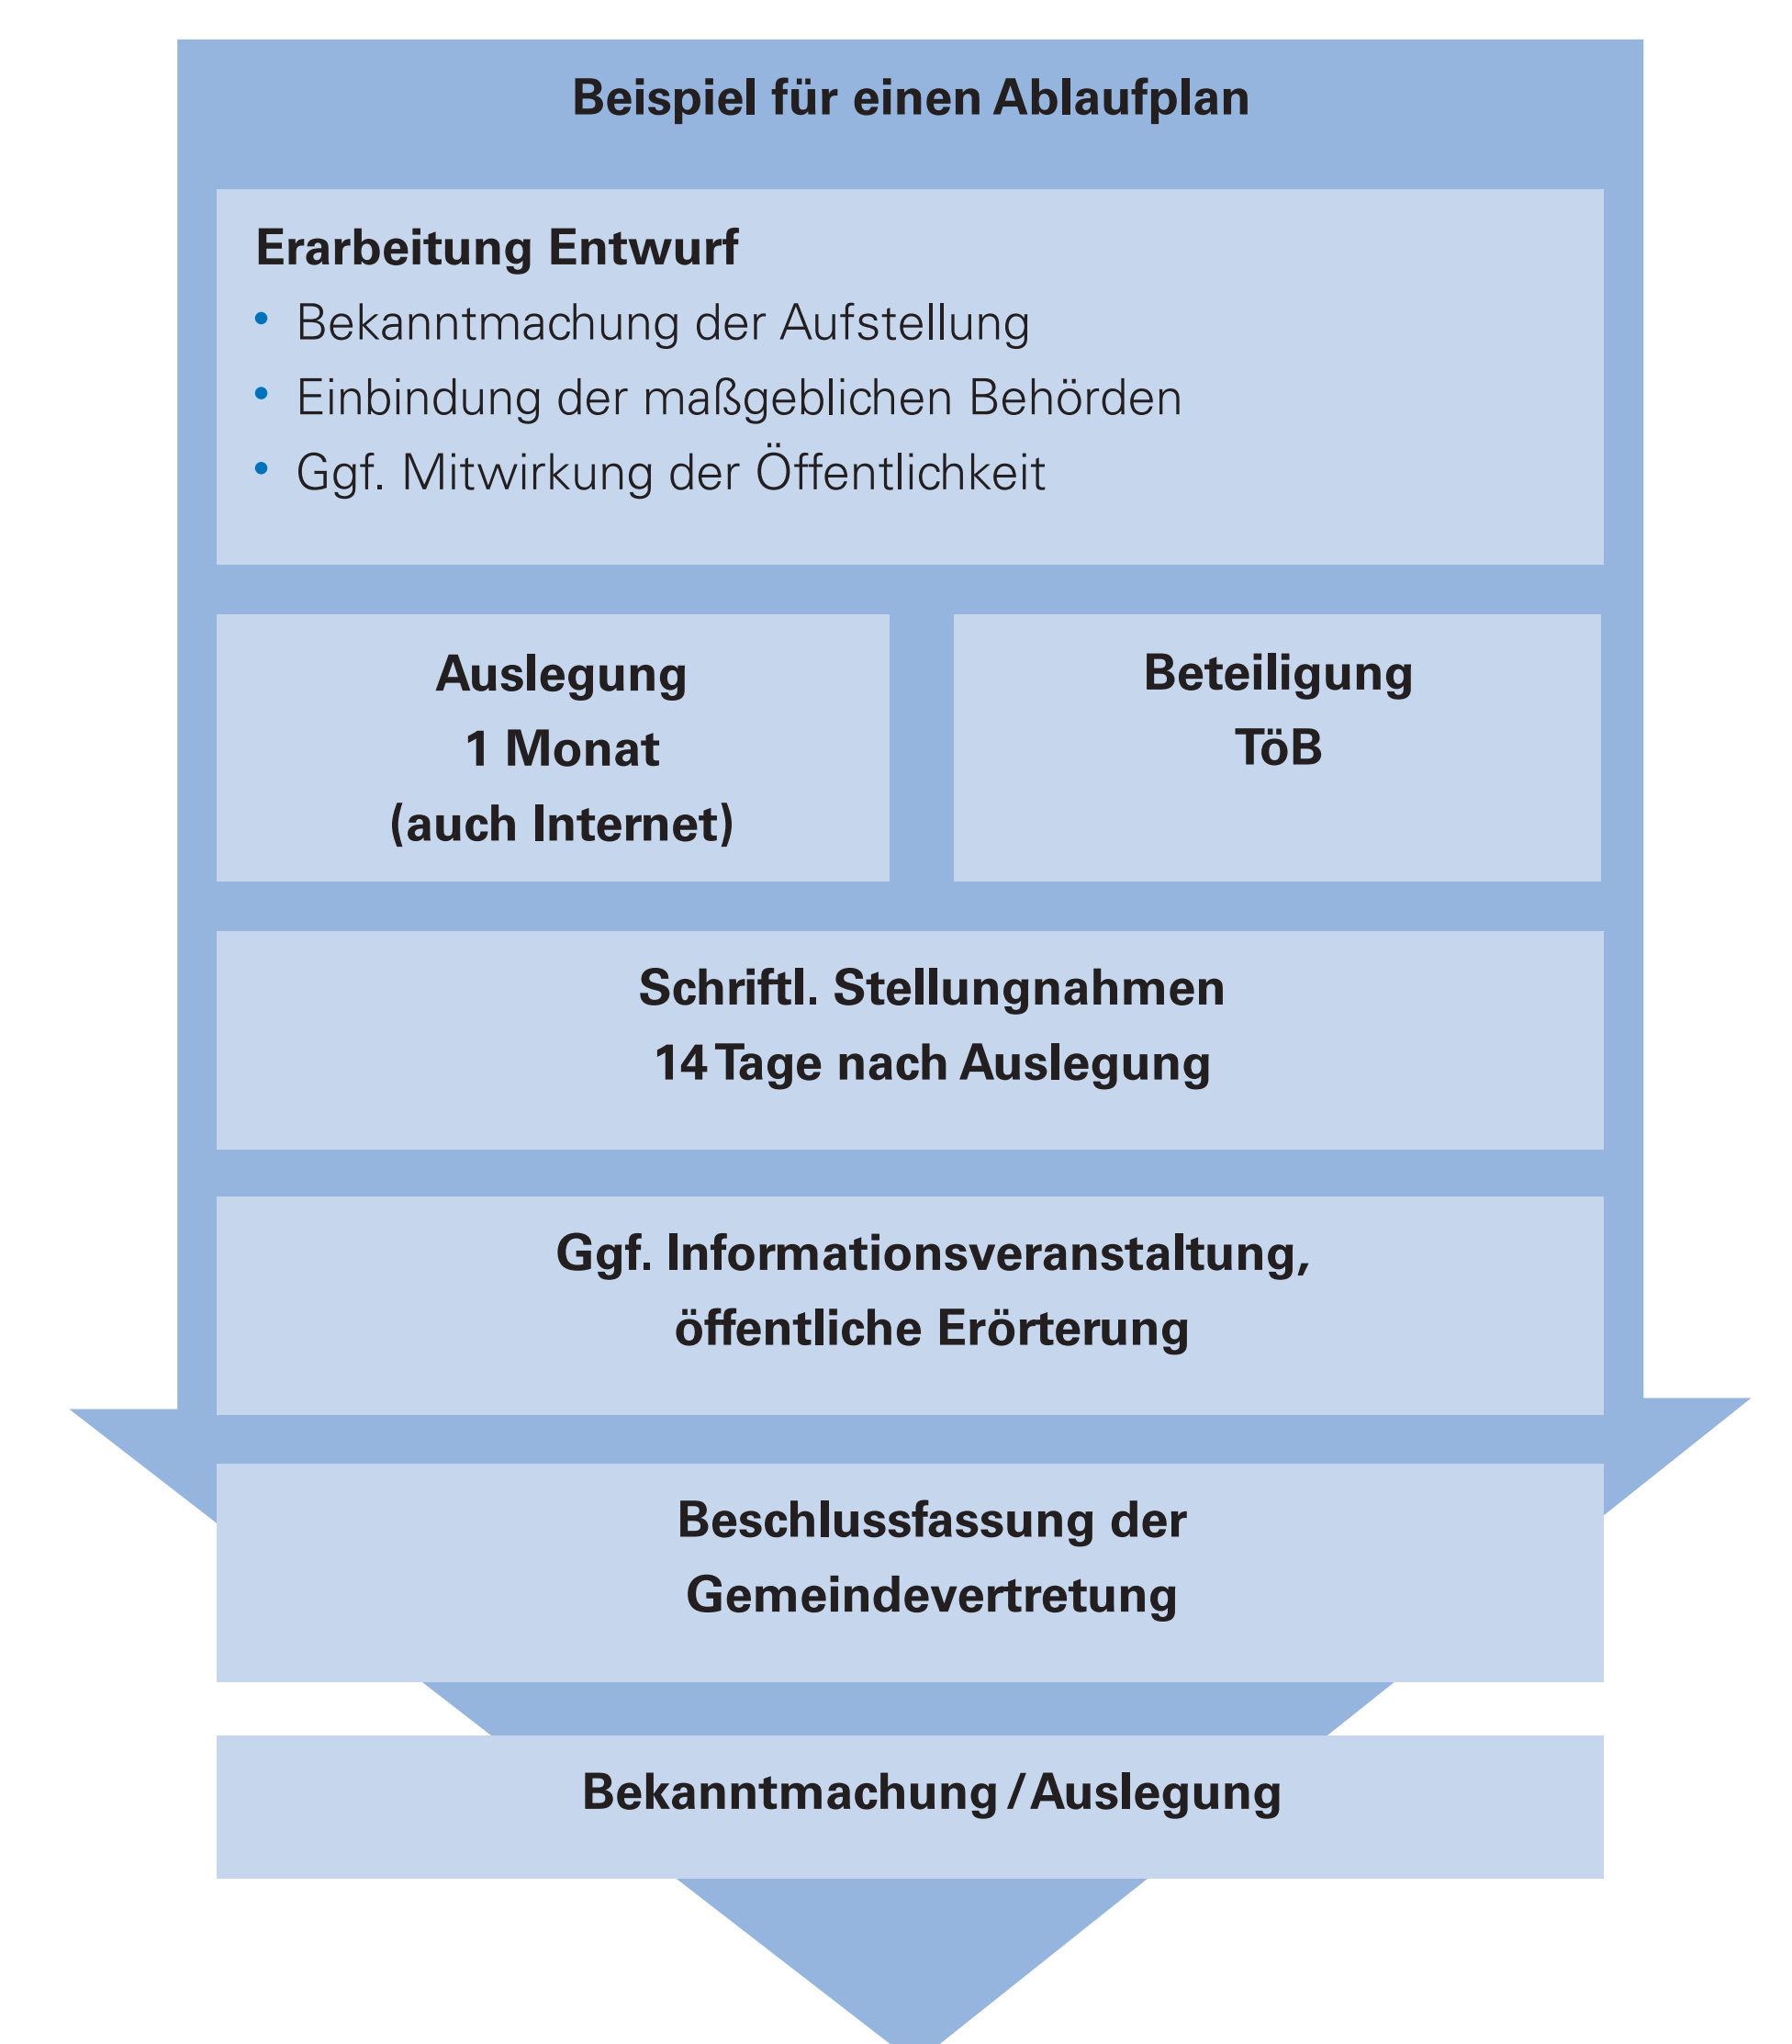 Beispiel für einen Ablaufplan
Erarbeitung Entwurf
• Bekanntmachung der Aufstellung
• Einbindung der maßgeblichen Behörden
• Ggf. Mitwirkung der Öffentlichkeit
Auslegung
1 Monat
(auch Internet)
Beteiligung
TöB
Schriftl. Stellungnahmen
14 Tage nach Auslegung
Ggf. Informationsveranstaltung,
öffentliche Erörterung
Beschlussfassung der
Gemeindevertretung
Bekanntmachung / Auslegung